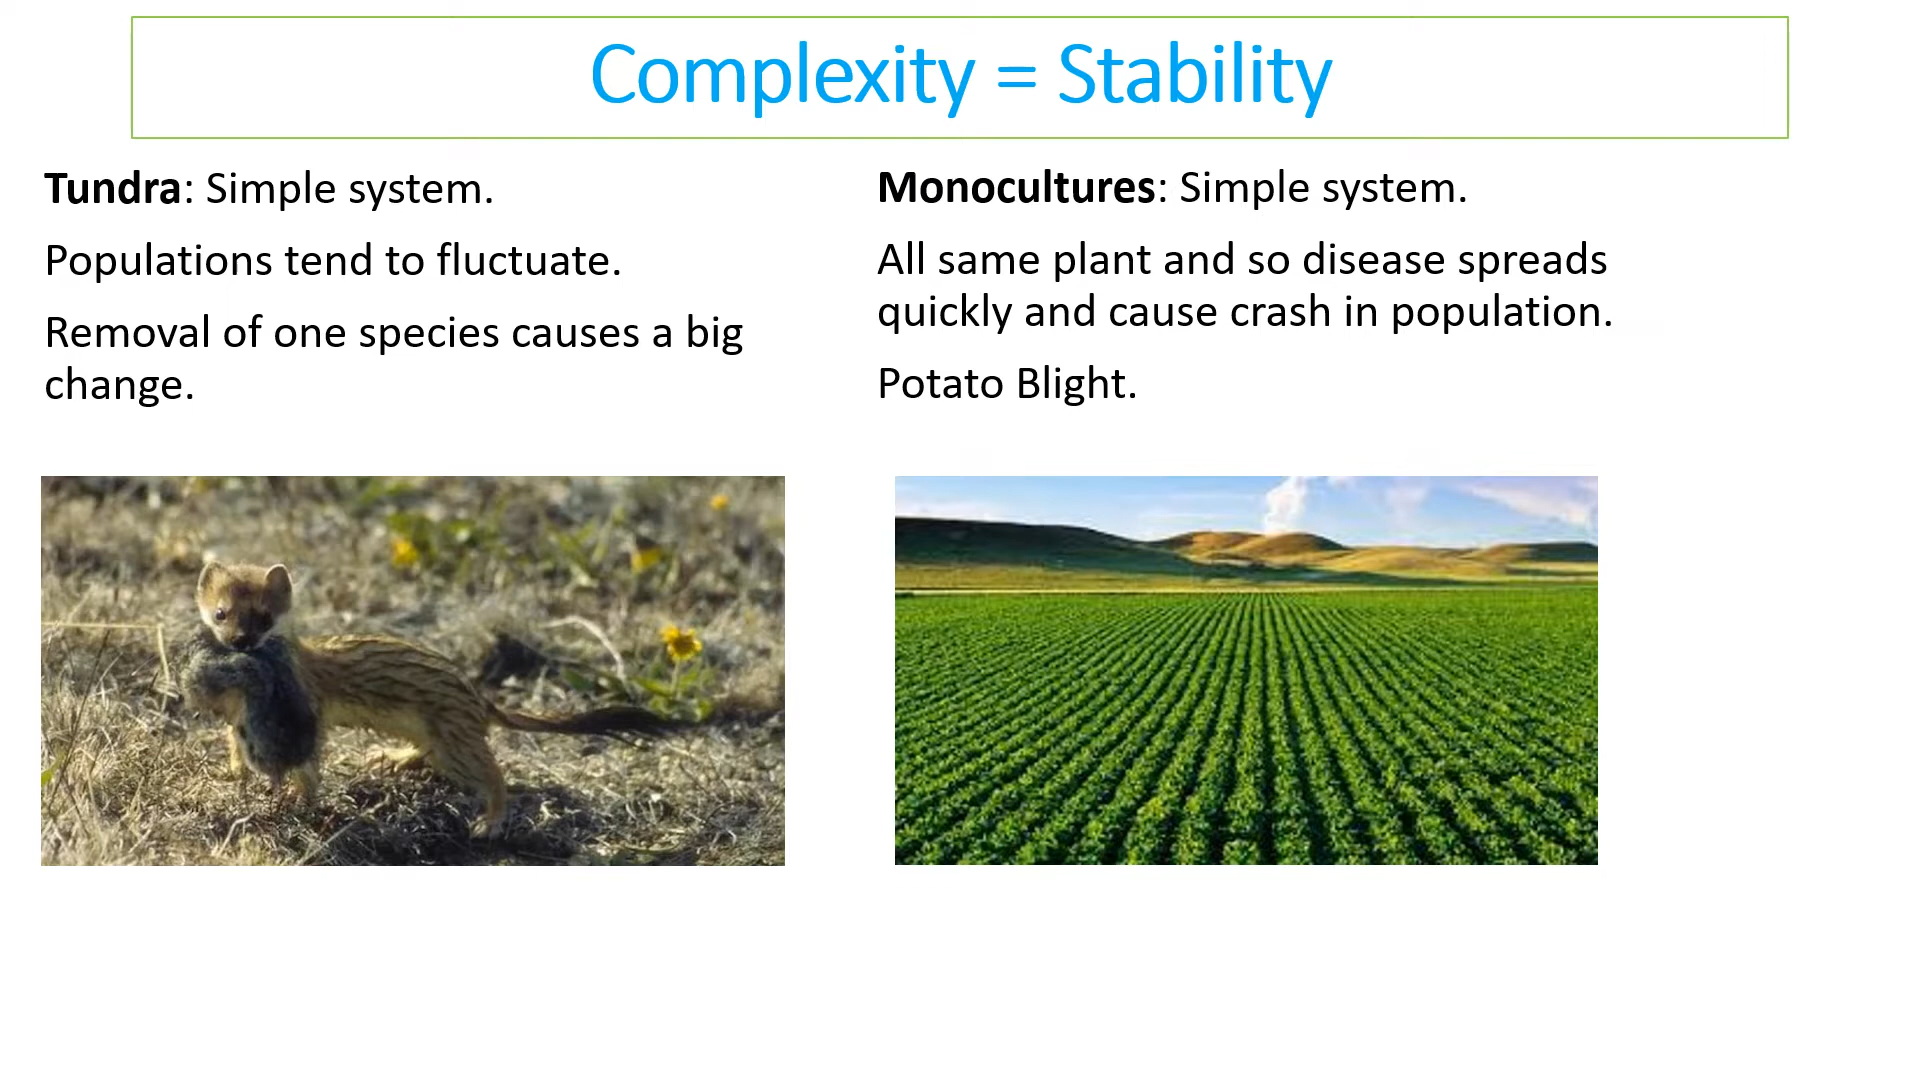 Complexity = Stability
Tundra: Simple system.
Populations tend to fluctuate.
Removal of one species causes a big
change.
Monocultures: Simple system.
All same plant and so disease spreads
quickly and cause crash in population.
Potato Blight.